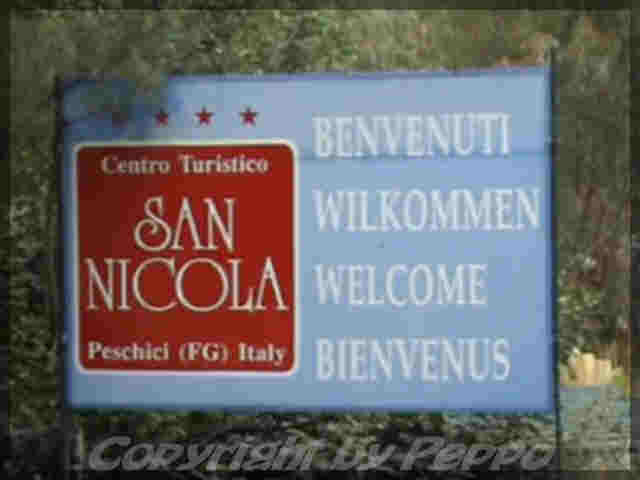 Centro Turistico
SAN
NICOLA
Peschici (FG) Italy
BENVENUTI
WILKOMMEN
WELCOME
BIENVENUS
Copyright by Peppo